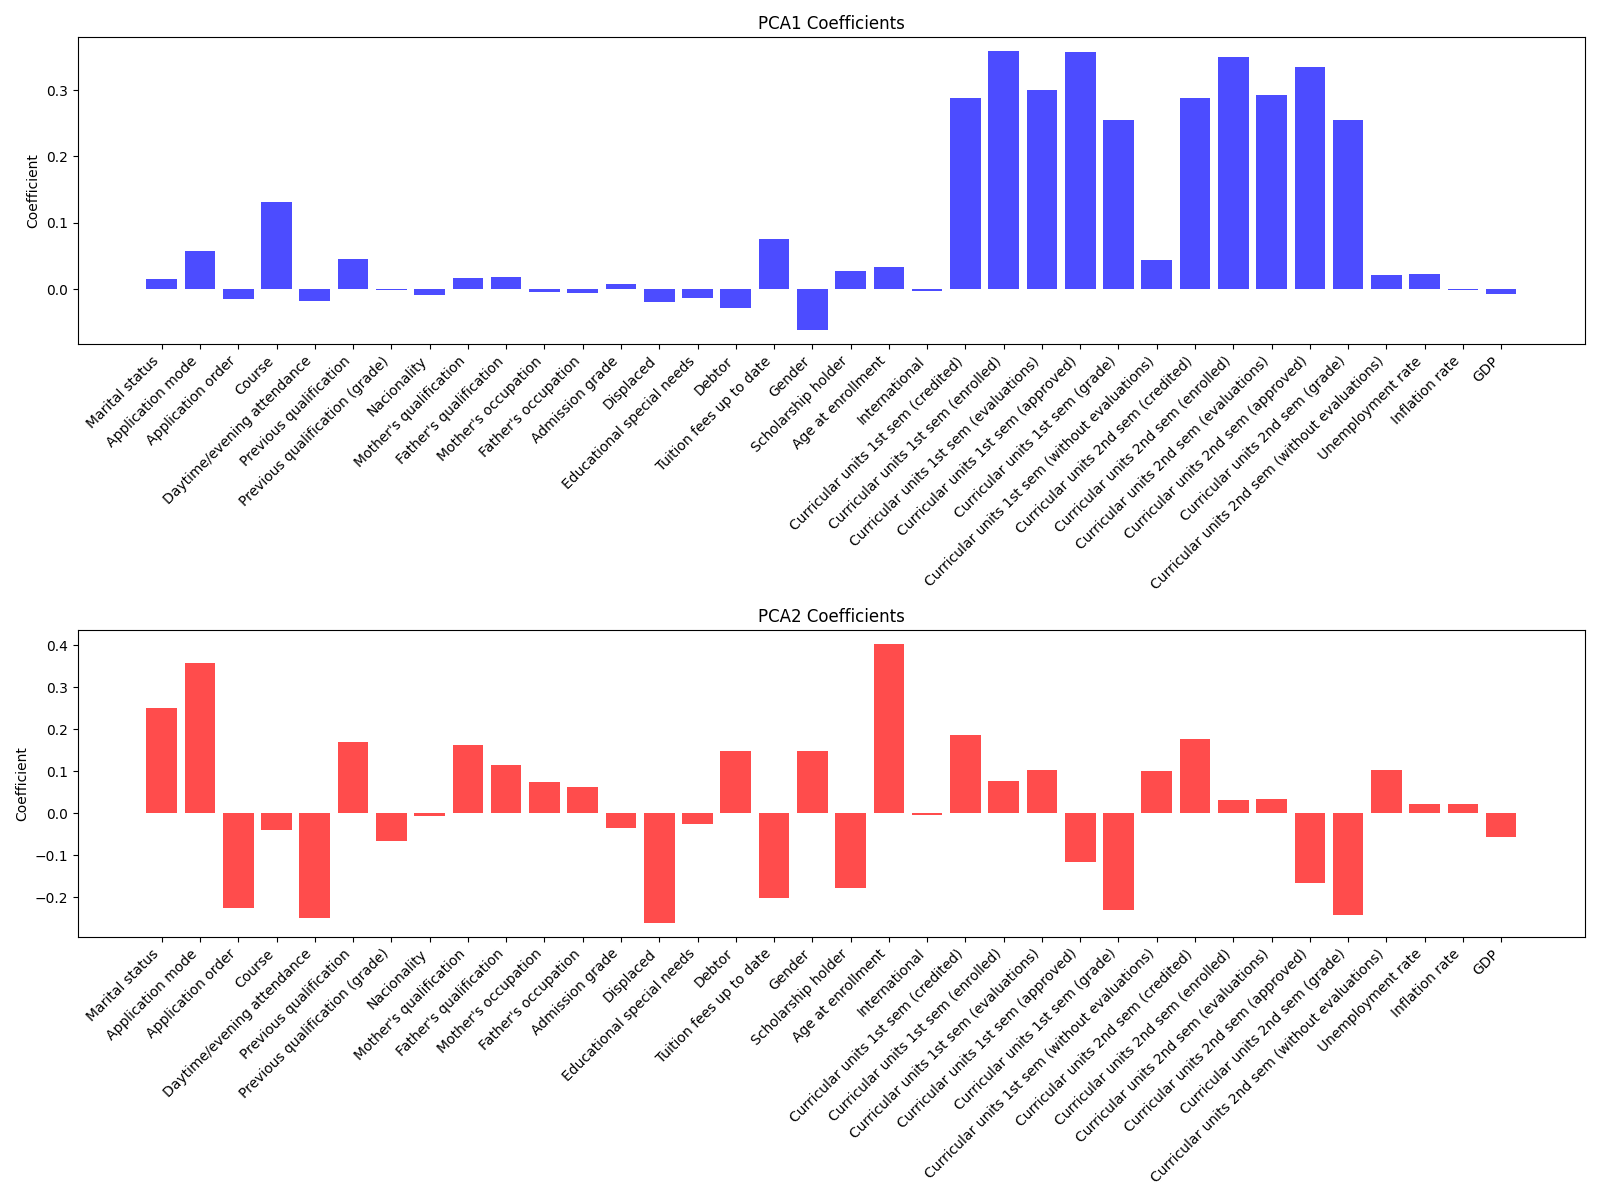 PCA1 Coefficients
Coefficient
0.3
0.2
0.1
0.0
Marital status
Application mode
Application order
Course
Daytime/evening attendance
Previous qualification
Previous qualification (grade)
Nacionality
Mother's qualification
Father's qualification
Mother's occupation
Father's occupation
Admission grade
Displaced
Educational special needs
Debtor
Tuition fees up to date
Gender
Scholarship holder
Age at enrollment
International
Curricular units 1st sem (credited)
Curricular units 1st sem (enrolled)
Curricular units 1st sem (evaluations)
Curricular units 1st sem (approved)
Curricular units 1st sem (grade)
Curricular units 1st sem (without evaluations)
Curricular units 2nd sem (credited)
Curricular units 2nd sem (enrolled)
Curricular units 2nd sem (evaluations)
Curricular units 2nd sem (approved)
Curricular units 2nd sem (grade)
Curricular units 2nd sem (without evaluations)
Unemployment rate
Inflation rate
GDP
PCA2 Coefficients
Coefficient
0.4
0.3
0.2
0.1
0.0
−0.1
−0.2
Marital status
Application mode
Application order
Course
Daytime/evening attendance
Previous qualification
Previous qualification (grade)
Nacionality
Mother's qualification
Father's qualification
Mother's occupation
Father's occupation
Admission grade
Displaced
Educational special needs
Debtor
Tuition fees up to date
Gender
Scholarship holder
Age at enrollment
International
Curricular units 1st sem (credited)
Curricular units 1st sem (enrolled)
Curricular units 1st sem (evaluations)
Curricular units 1st sem (approved)
Curricular units 1st sem (grade)
Curricular units 1st sem (without evaluations)
Curricular units 2nd sem (credited)
Curricular units 2nd sem (enrolled)
Curricular units 2nd sem (evaluations)
Curricular units 2nd sem (approved)
Curricular units 2nd sem (grade)
Curricular units 2nd sem (without evaluations)
Unemployment rate
Inflation rate
GDP